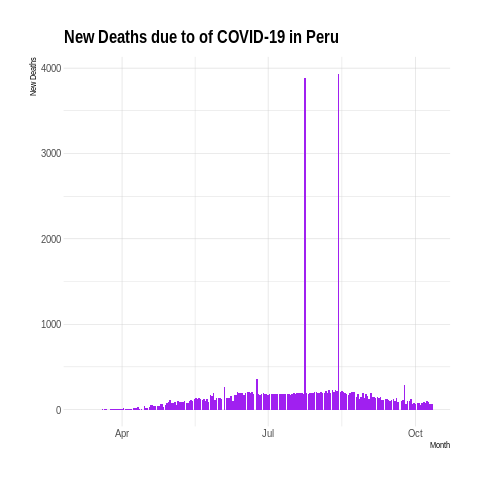 New Deaths due to of COVID-19 in Peru
New Deaths
4000
3000
2000
1000
0
Apr
Jul
Oct
Month